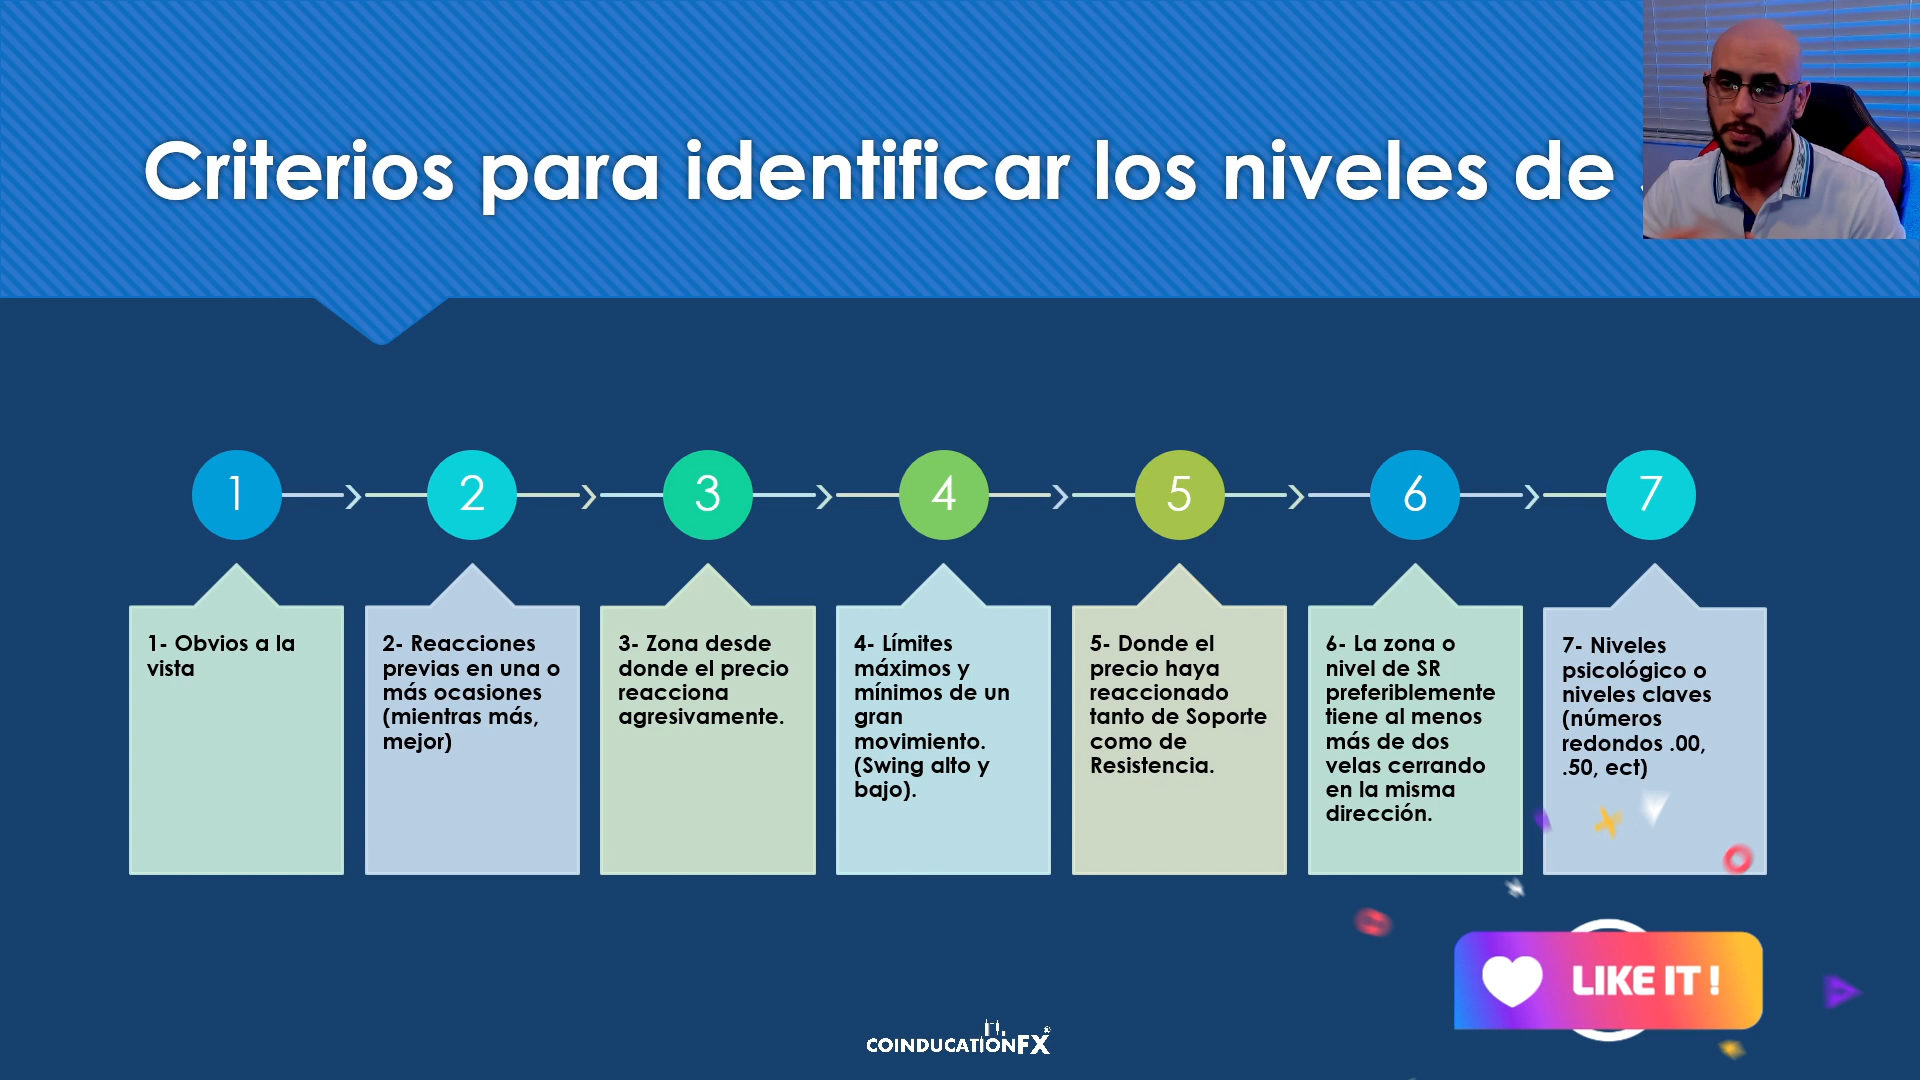 Criterios para identificar los niveles de
1
2
3
4
5
6
7
1- Obvios a la
vista
2- Reacciones
previas en una o
más ocasiones
(mientras más,
mejor)
3- Zona desde
donde el precio
reacciona
agresivamente.
4- Límites
máximos y
mínimos de un
gran
movimiento.
(Swing alto y
bajo).
5- Donde el
precio haya
reaccionado
tanto de Soporte
como de
Resistencia.
6- La zona o
nivel de SR
preferiblemente
tiene al menos
más de dos
velas cerrando
en la misma
dirección.
7- Niveles
psicológico o
niveles claves
(números
redondos .00,
.50, ect)
LIKE IT !
COINDUCATIONFX